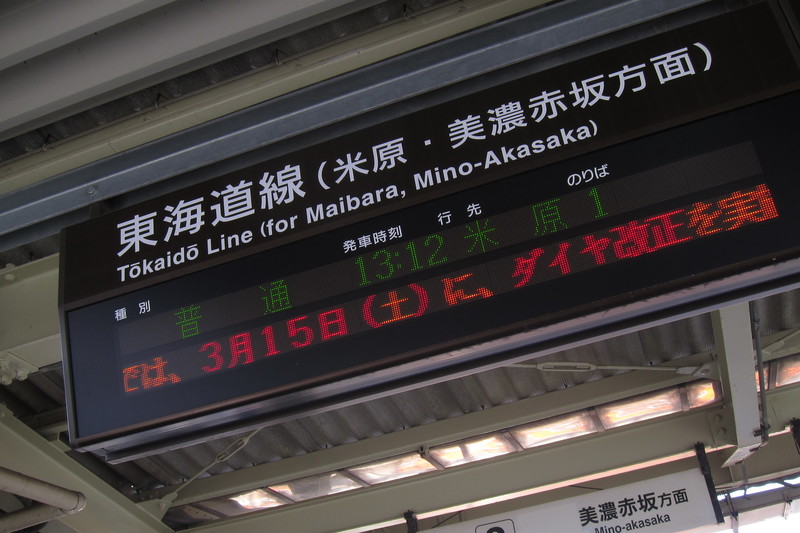 東海道線(米原・美濃赤坂方面)
Tōkaidō Line (for Maibara, Mino-Akasaka)
種別 発車時刻 行先 のりば
普通 13:12 米原 1
では、3月15日(土)に、ダイヤ改正を実
美濃赤坂方面
Mino-akasaka